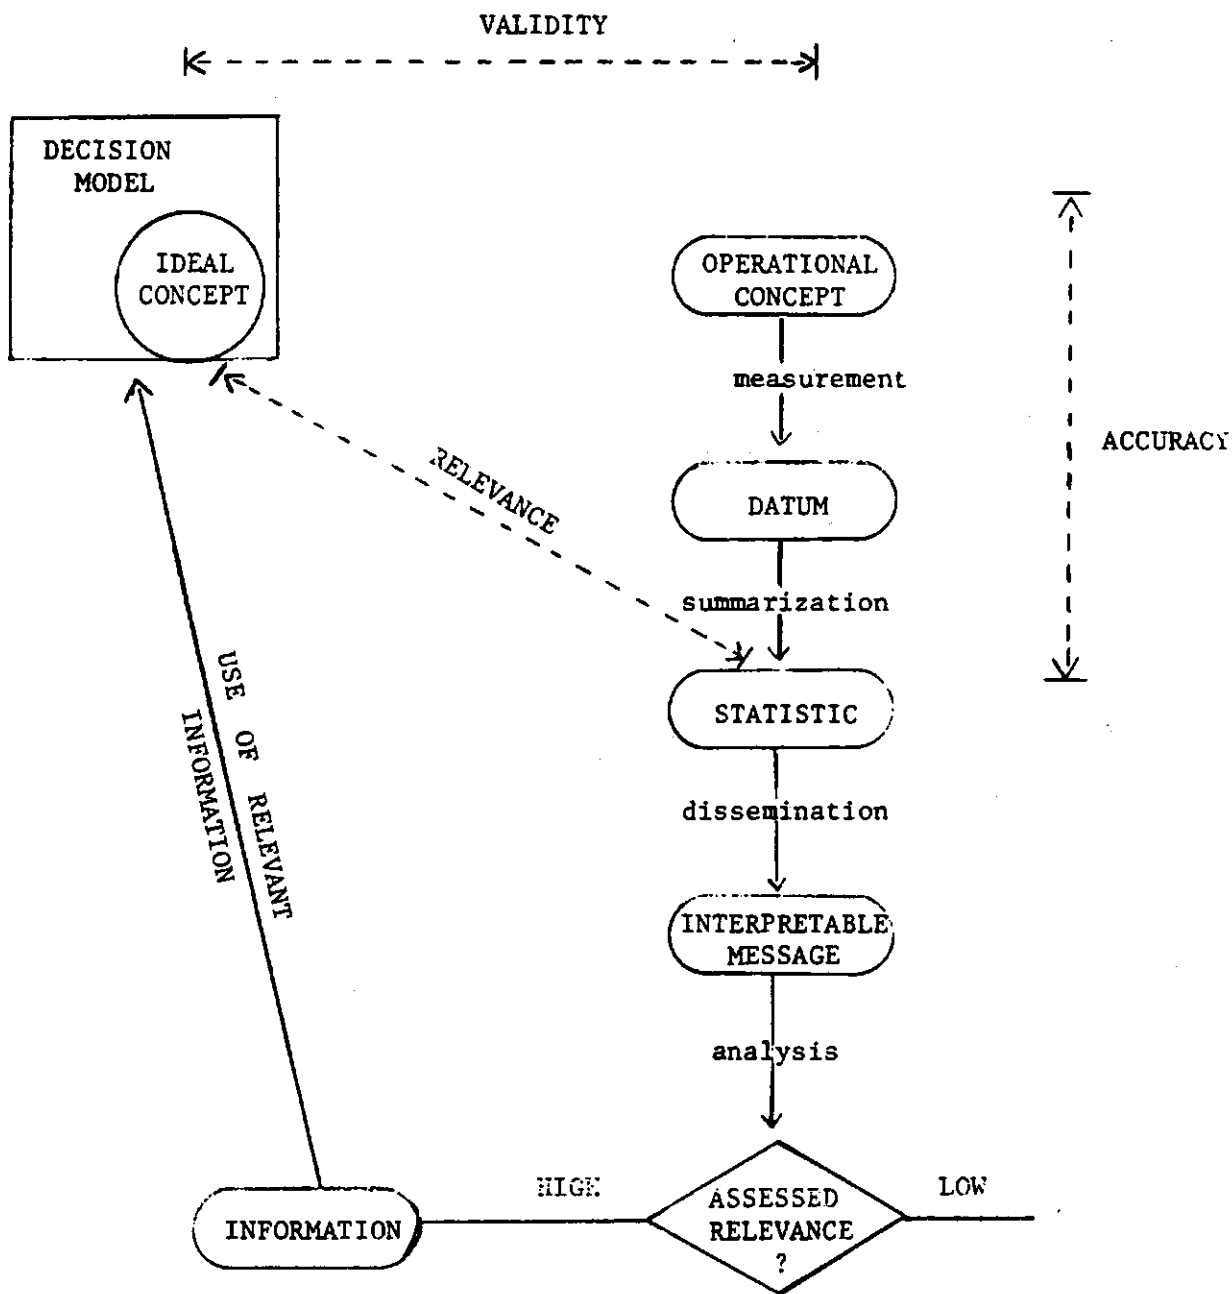 VALIDITY
DECISION
MODEL
IDEAL
CONCEPT
OPERATIONAL
CONCEPT
measurement
ACCURACY
RELEVANCE
DATUM
summarization
STATISTIC
USE OF RELEVANT
INFORMATION
dissemination
INTERPRETABLE
MESSAGE
analysis
HIGH
LOW
ASSESSED
RELEVANCE
?
INFORMATION